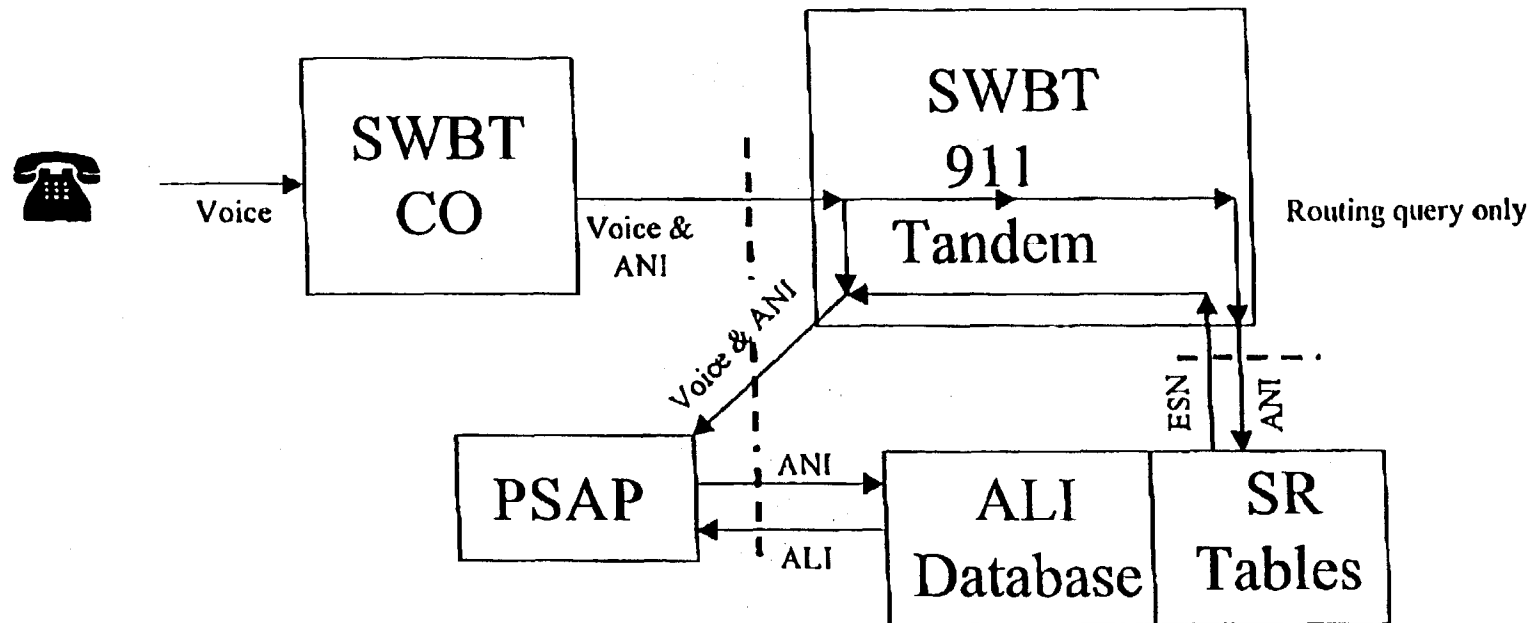 SWBT
CO
SWBT
911
Tandem
Voice
Voice &
ANI
Routing query only
Voice & ANI
ESN
ANI
PSAP
ANI
ALI
ALI
Database
SR
Tables